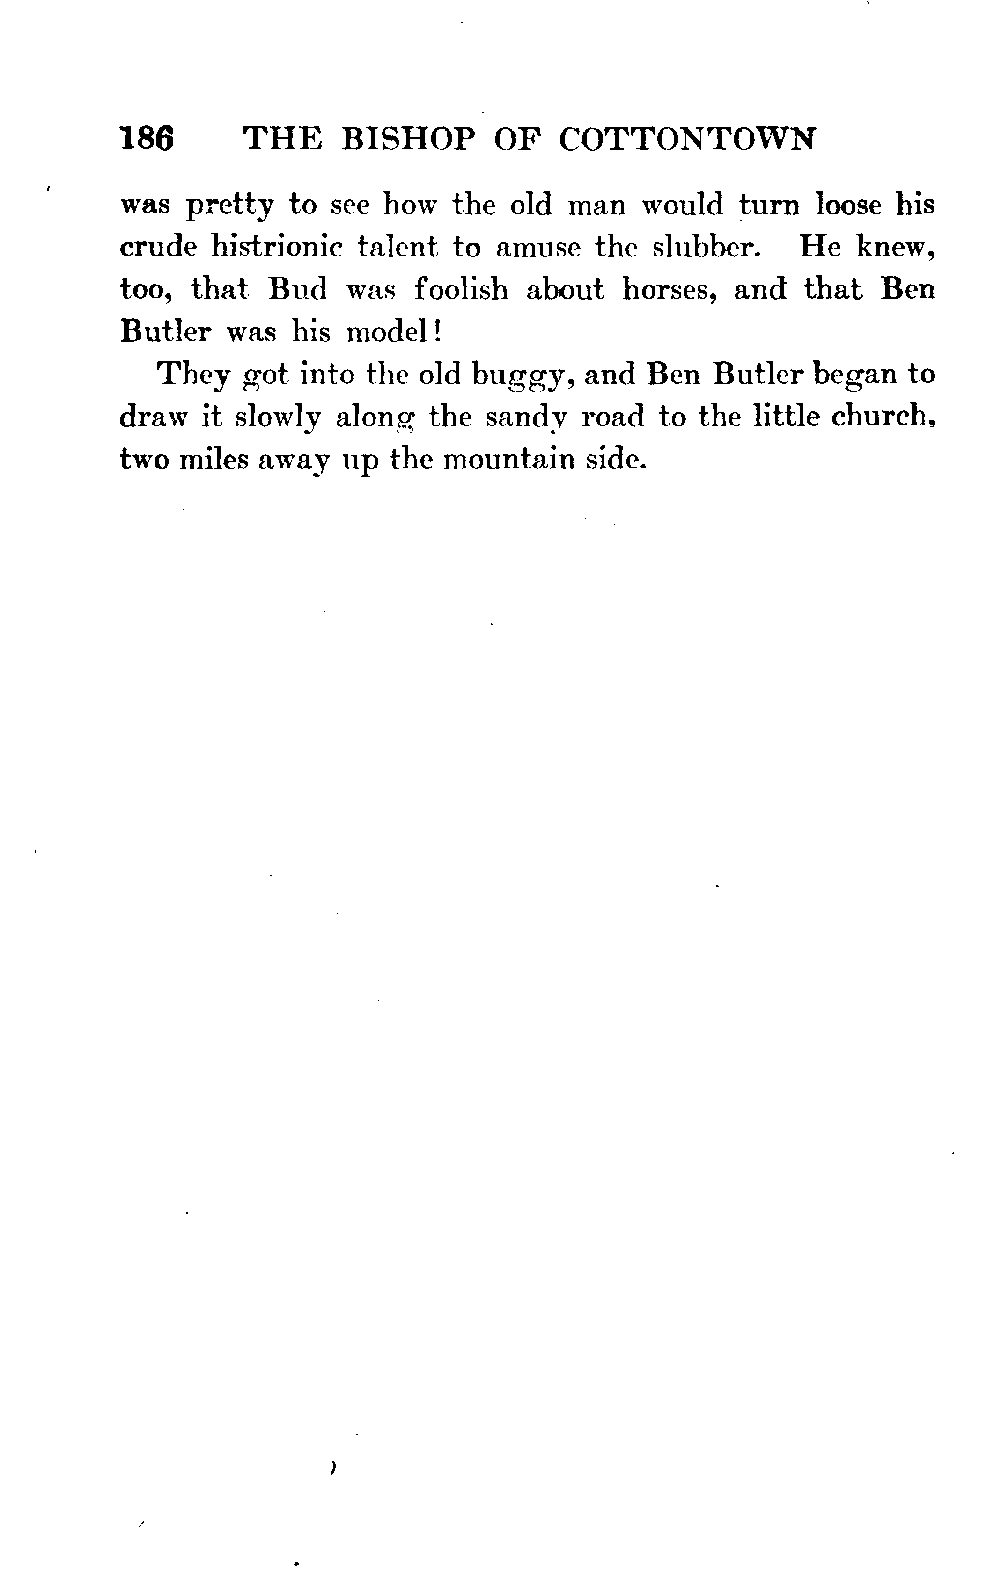 186 THE BISHOP OF COTTONTOWN
was pretty to see how the old man would turn loose his
crude histrionic talent to amuse the slubber. He knew,
too, that Bud was foolish about horses, and that Ben
Butler was his model!
They got into the old buggy, and Ben Butler began to
draw it slowly along the sandy road to the little church,
two miles away up the mountain side.